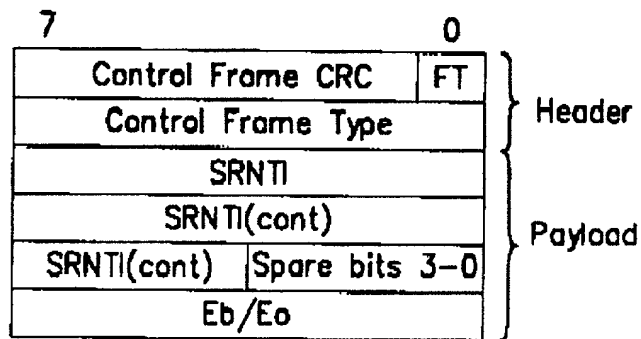 7 0
Control Frame CRC FT
Header
Control Frame Type
SRNTI
SRNTI(cont)
Payload
SRNTI(cont) Spare bits 3-0
Eb/Eo